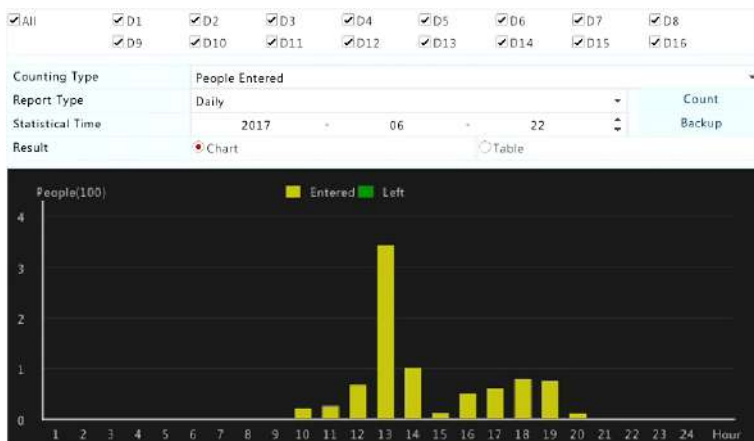 All D1 D2 D3 D4 D5 D6 D7 D8
D9 D10 D11 D12 D13 D14 D15 D16
Counting Type People Entered
Report Type Daily Count
Statistical Time 2017 - 06 - 22 Backup
Result Chart Table
People(100) Entered Left
4
3
2
1
0
1 2 3 4 5 6 7 8 9 10 11 12 13 14 15 16 17 18 19 20 21 22 23 24 Hour